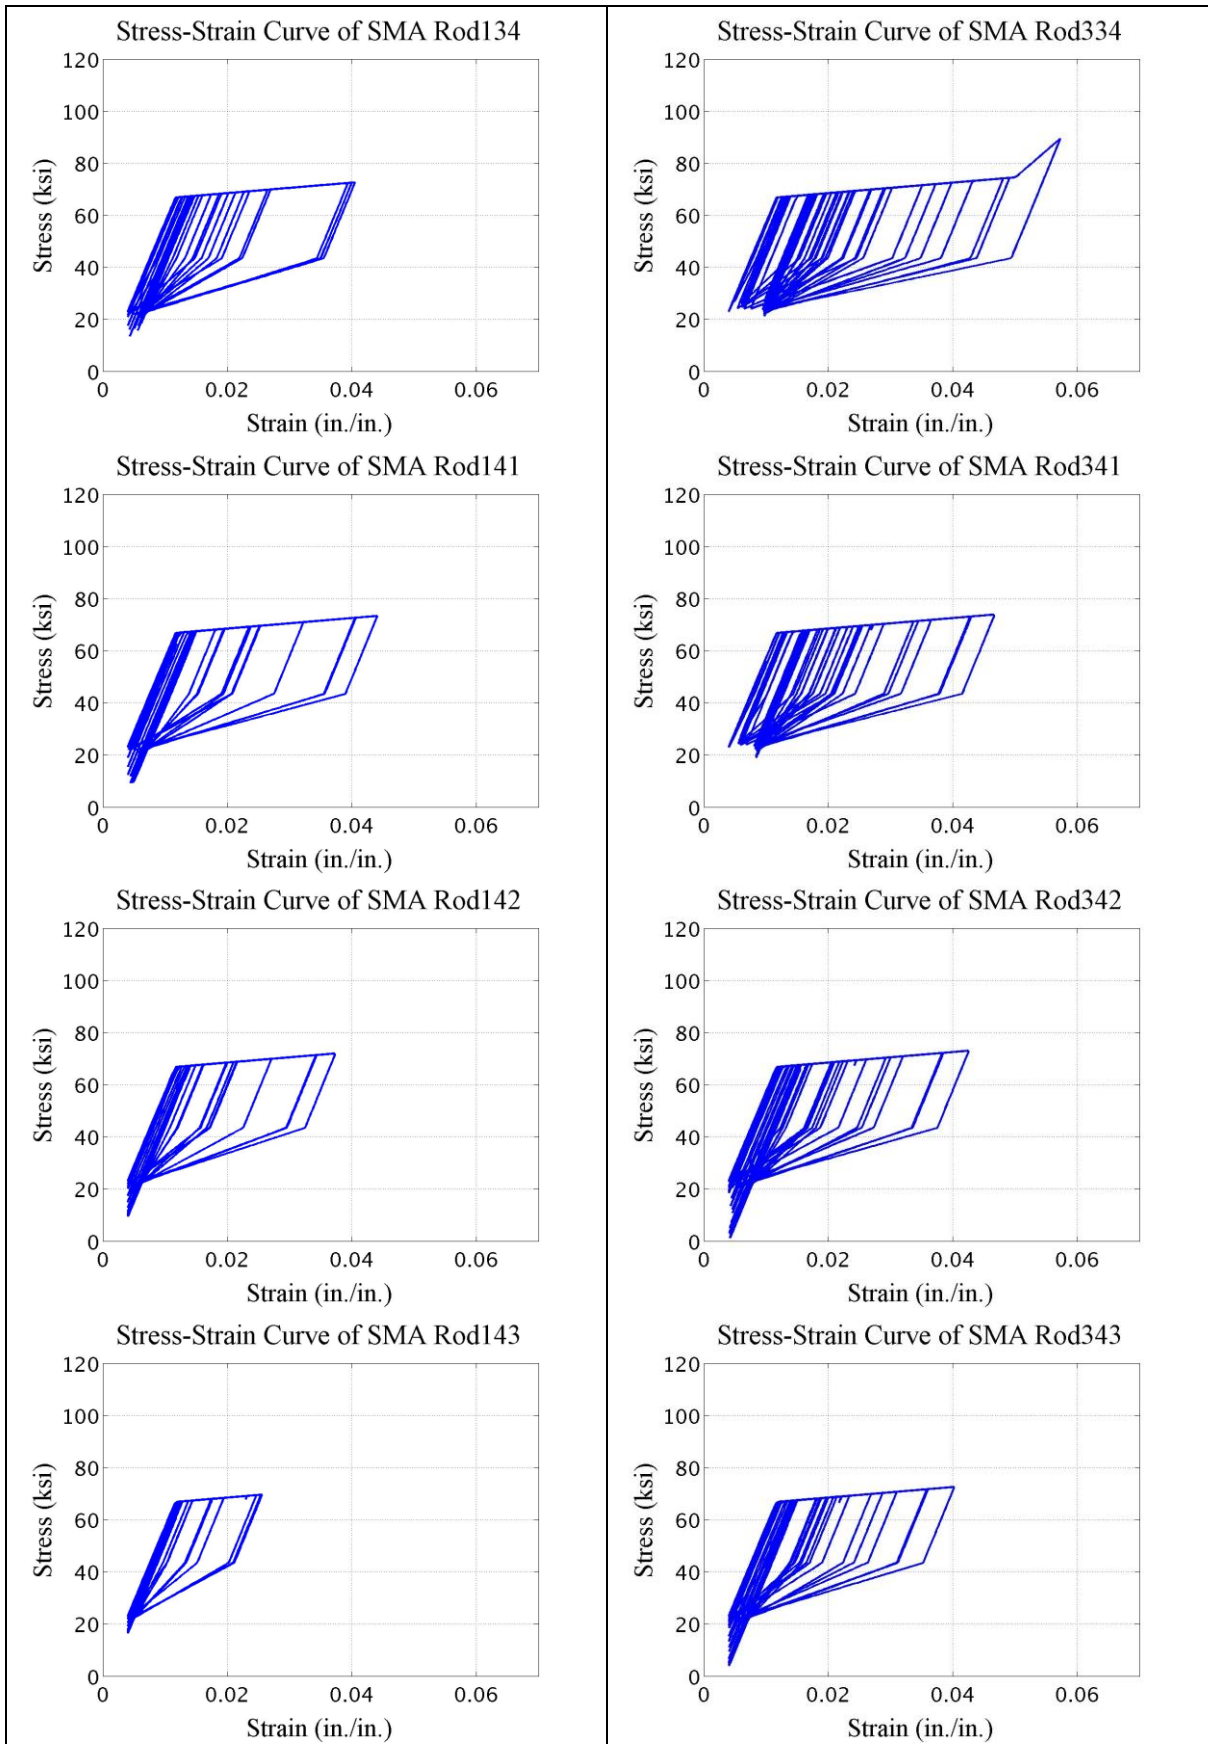 Stress-Strain Curve of SMA Rod134
120
100
80
60
40
20
0
Stress (ksi)
0 0.02 0.04 0.06
Strain (in./in.)
Stress-Strain Curve of SMA Rod334
120
100
80
60
40
20
0
Stress (ksi)
0 0.02 0.04 0.06
Strain (in./in.)
Stress-Strain Curve of SMA Rod141
120
100
80
60
40
20
0
Stress (ksi)
0 0.02 0.04 0.06
Strain (in./in.)
Stress-Strain Curve of SMA Rod341
120
100
80
60
40
20
0
Stress (ksi)
0 0.02 0.04 0.06
Strain (in./in.)
Stress-Strain Curve of SMA Rod142
120
100
80
60
40
20
0
Stress (ksi)
0 0.02 0.04 0.06
Strain (in./in.)
Stress-Strain Curve of SMA Rod342
120
100
80
60
40
20
0
Stress (ksi)
0 0.02 0.04 0.06
Strain (in./in.)
Stress-Strain Curve of SMA Rod143
120
100
80
60
40
20
0
Stress (ksi)
0 0.02 0.04 0.06
Strain (in./in.)
Stress-Strain Curve of SMA Rod343
120
100
80
60
40
20
0
Stress (ksi)
0 0.02 0.04 0.06
Strain (in./in.)